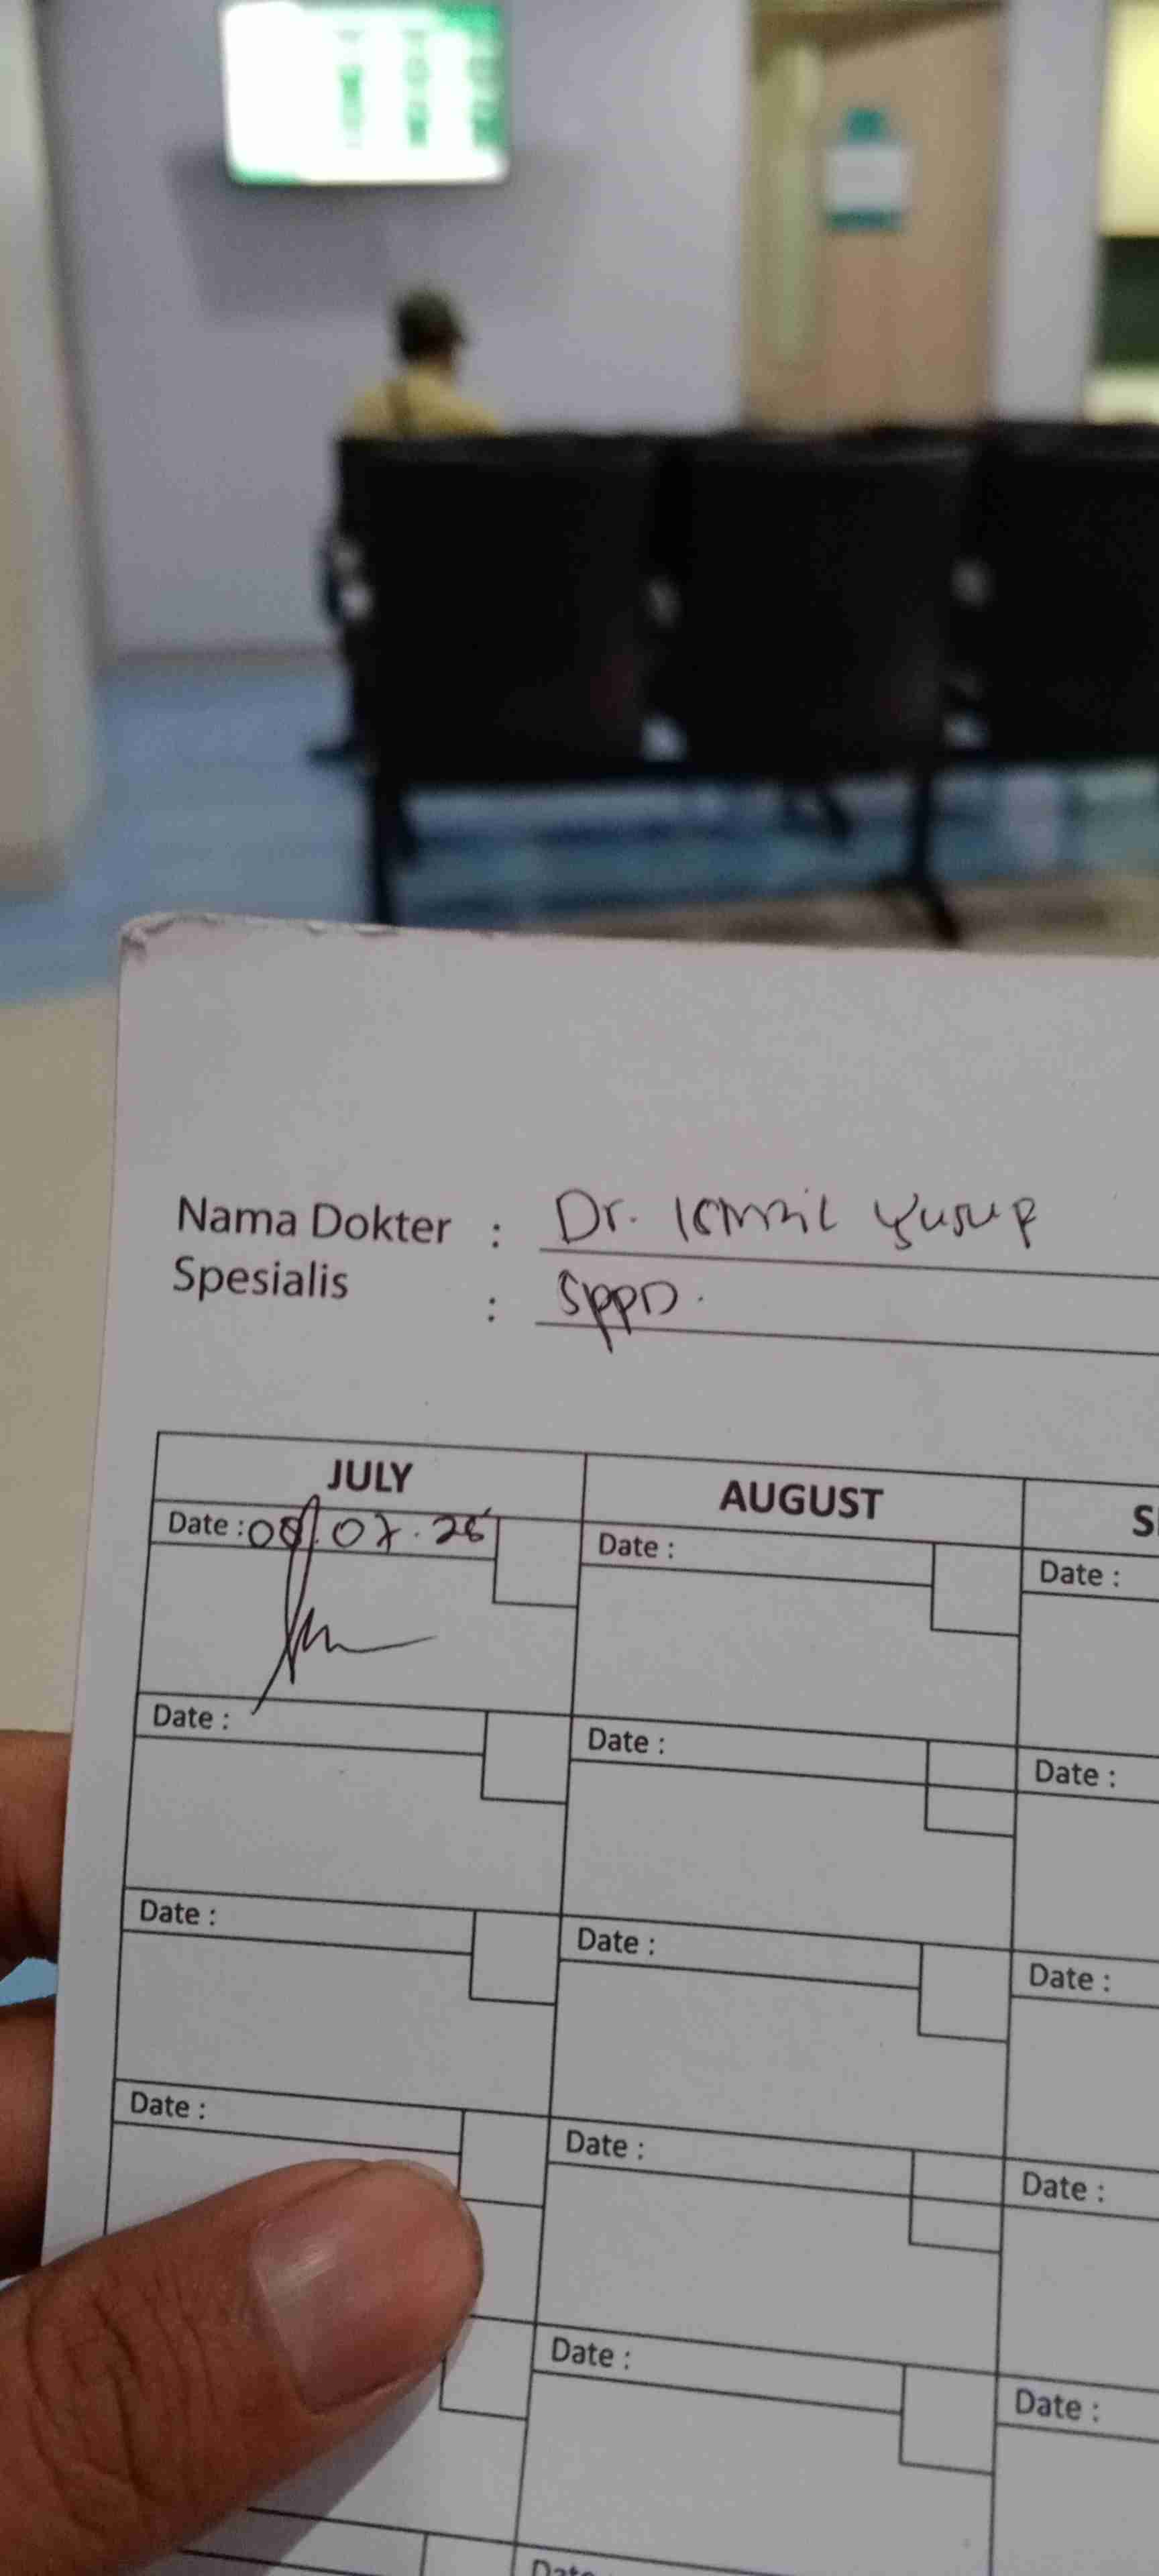 Nama Dokter : Dr. Ismail Yusup
Spesialis : SppD.
JULY AUGUST
Date : 08.07.25 Date : Date :
Date : Date : Date :
Date : Date : Date :
Date : Date : Date :
Date : Date :